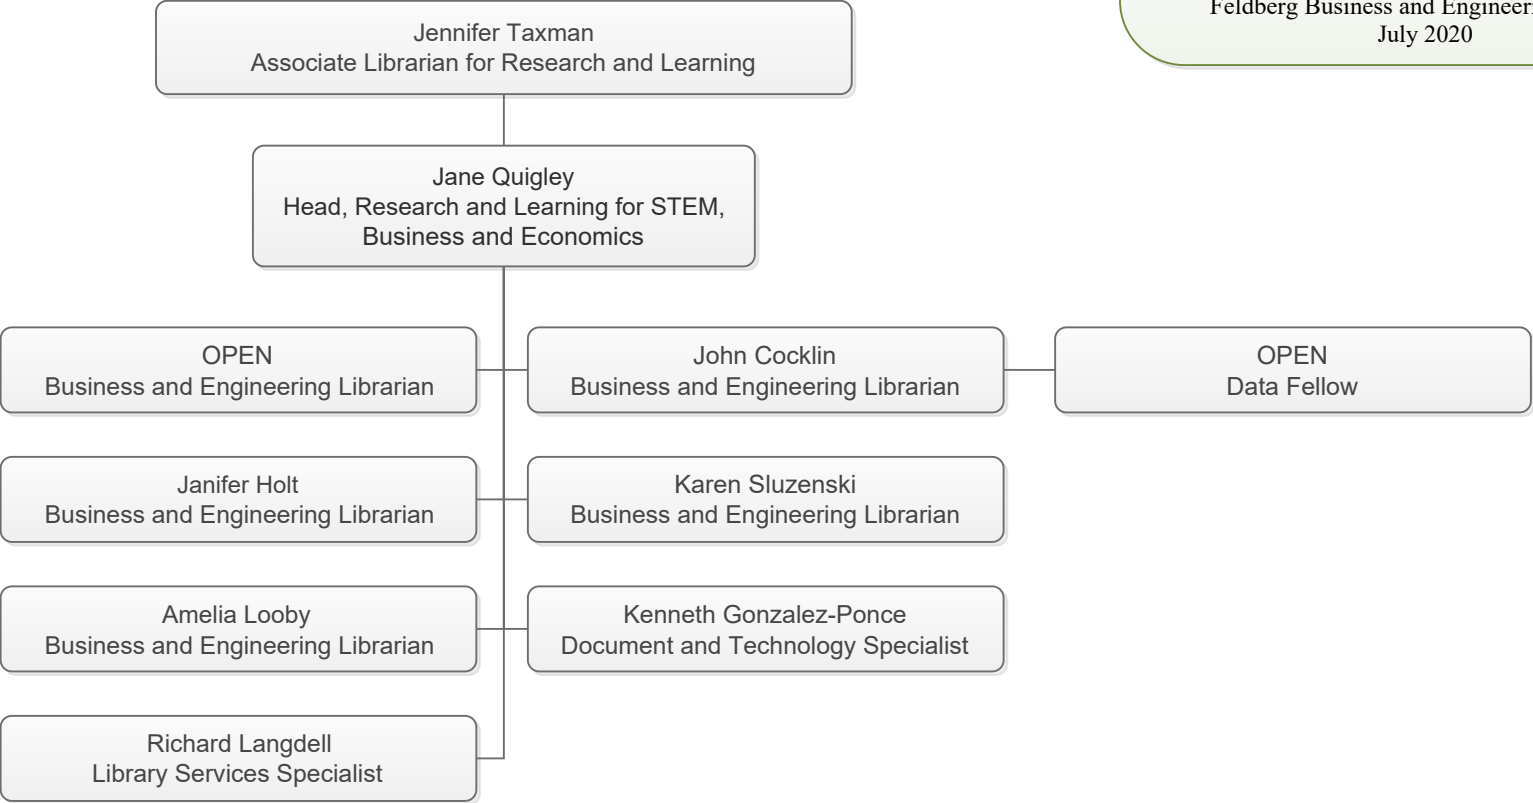 Jennifer Taxman
Associate Librarian for Research and Learning
Feldberg Business and
July 2020
Jane Quigley
Head, Research and Learning for STEM,
Business and Economics
OPEN
Business and Engineering Librarian
John Cocklin
Business and Engineering Librarian
OPEN
Data Fellow
Janifer Holt
Business and Engineering Librarian
Karen Sluzenski
Business and Engineering Librarian
Amelia Looby
Business and Engineering Librarian
Kenneth Gonzalez-Ponce
Document and Technology Specialist
Richard Langdell
Library Services Specialist